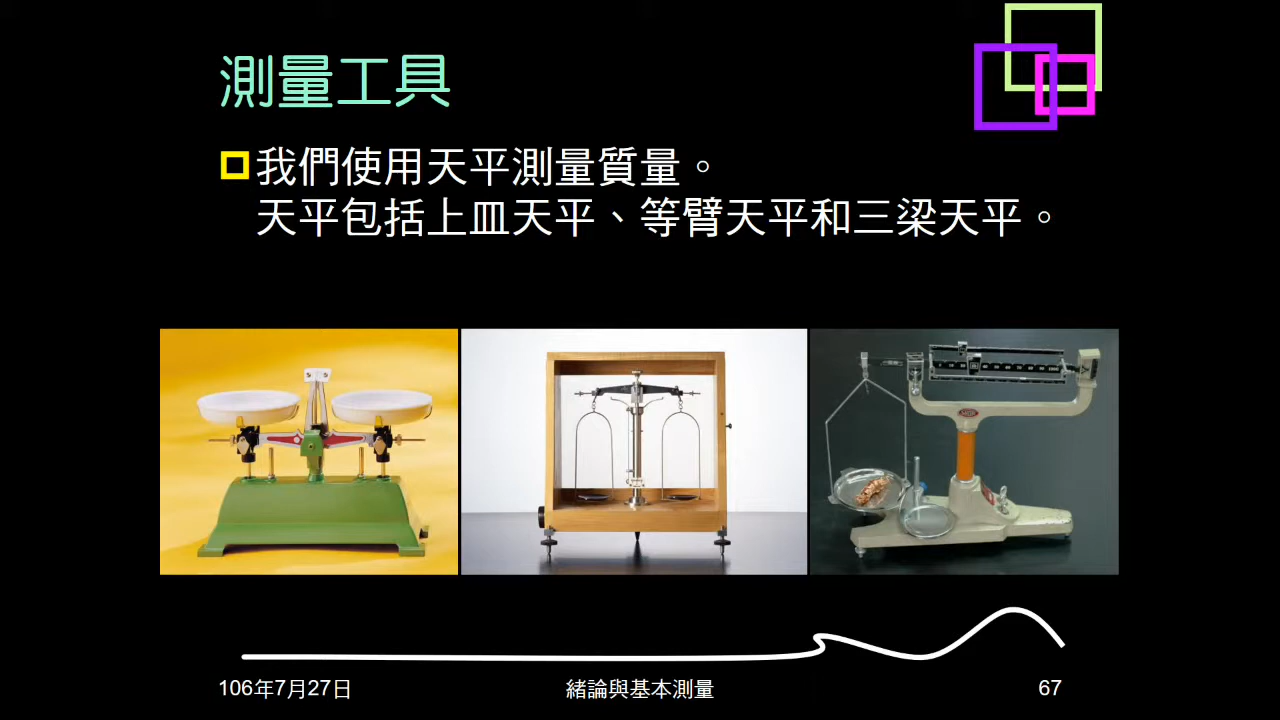 測量工具
我們使用天平測量質量。
天平包括上皿天平、等臂天平和三梁天平。
106年7月27日
緒論與基本測量
67